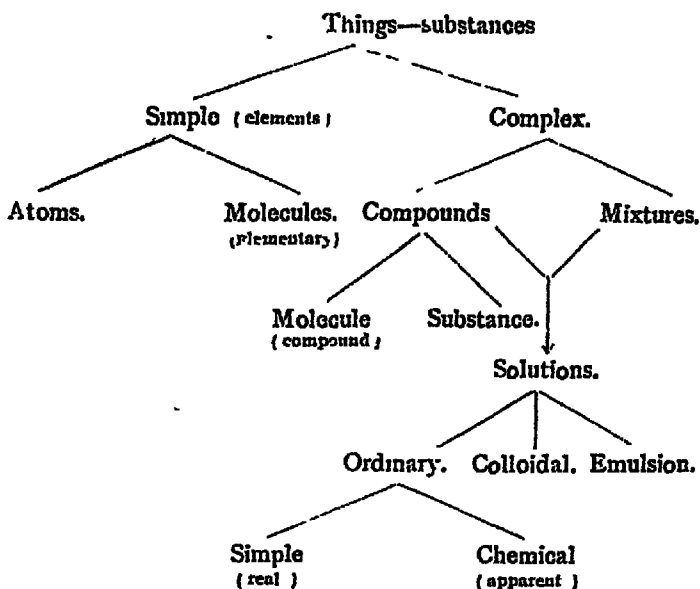 Things—substances
Simple (elements) Complex.
Atoms. Molecules. Compounds Mixtures.
(elementary)
Molecule Substance.
(compound)
Solutions.
Ordinary. Colloidal. Emulsion.
Simple Chemical
(real) (apparent)